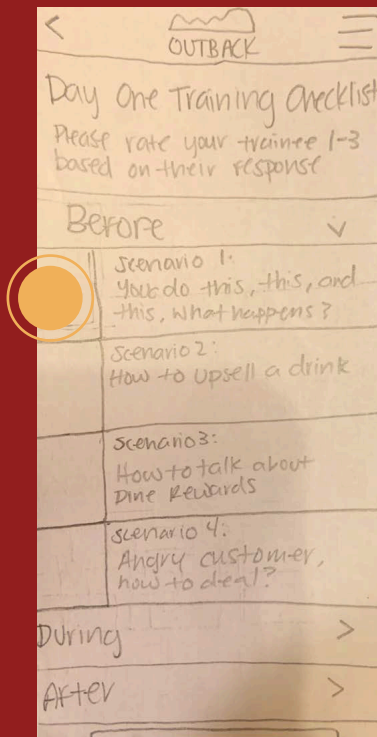 OUTBACK
Day One Training Checklist
Please rate your trainee 1-3
based on their response
Before
Scenario 1:
You do this, this, and
this, what happens?
Scenario 2:
How to upsell a drink
Scenario 3:
How to talk about
Dine Rewards
Scenario 4:
Angry customer,
how to deal?
During
After